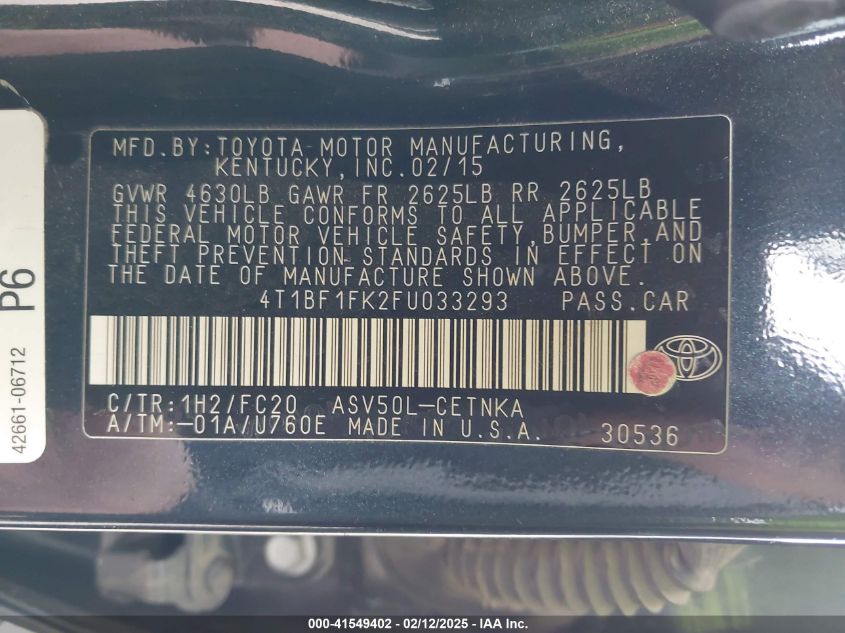 MFD.BY:TOYOTA MOTOR MANUFACTURING,
KENTUCKY,INC.02/15
GVWR 4630LB GAWR FR 2625LB RR 2625LB
THIS VEHICLE CONFORMS TO ALL APPLICABLE
FEDERAL MOTOR VEHICLE SAFETY,BUMPER,AND
THEFT PREVENTION STANDARDS IN EFFECT ON
THE DATE OF MANUFACTURE SHOWN ABOVE.
4T1BF1FK2FU033293 PASS.CAR
C/TR:1H2/FC20 ASV50L-CETNKA
A/TM:-01A/U760E MADE IN U.S.A. 30536
P6
42661-06712
000-41549402 - 02/12/2025 - IAA, Inc.